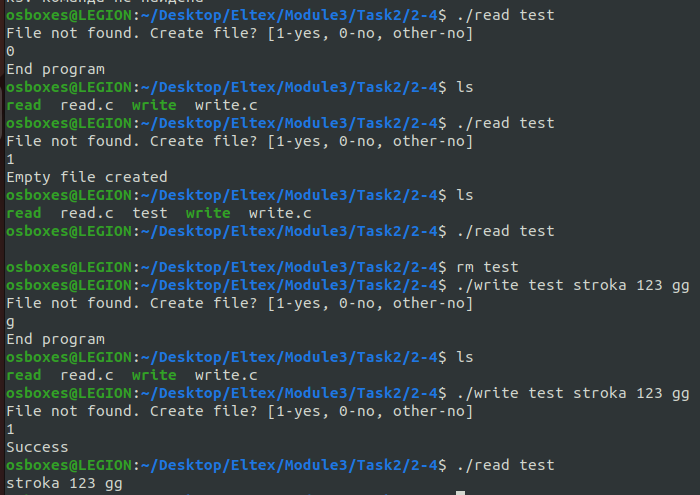 osboxes@LEGION:~/Desktop/Eltex/Module3/Task2/2-4$ ./read test
File not found. Create file? [1-yes, 0-no, other-no]
0
End program
osboxes@LEGION:~/Desktop/Eltex/Module3/Task2/2-4$ ls
read  read.c  write  write.c
osboxes@LEGION:~/Desktop/Eltex/Module3/Task2/2-4$ ./read test
File not found. Create file? [1-yes, 0-no, other-no]
1
Empty file created
osboxes@LEGION:~/Desktop/Eltex/Module3/Task2/2-4$ ls
read  read.c  test  write  write.c
osboxes@LEGION:~/Desktop/Eltex/Module3/Task2/2-4$ ./read test
osboxes@LEGION:~/Desktop/Eltex/Module3/Task2/2-4$ rm test
osboxes@LEGION:~/Desktop/Eltex/Module3/Task2/2-4$ ./write test stroka 123 gg
File not found. Create file? [1-yes, 0-no, other-no]
g
End program
osboxes@LEGION:~/Desktop/Eltex/Module3/Task2/2-4$ ls
read  read.c  write  write.c
osboxes@LEGION:~/Desktop/Eltex/Module3/Task2/2-4$ ./write test stroka 123 gg
File not found. Create file? [1-yes, 0-no, other-no]
1
Success
osboxes@LEGION:~/Desktop/Eltex/Module3/Task2/2-4$ ./read test
stroka 123 gg